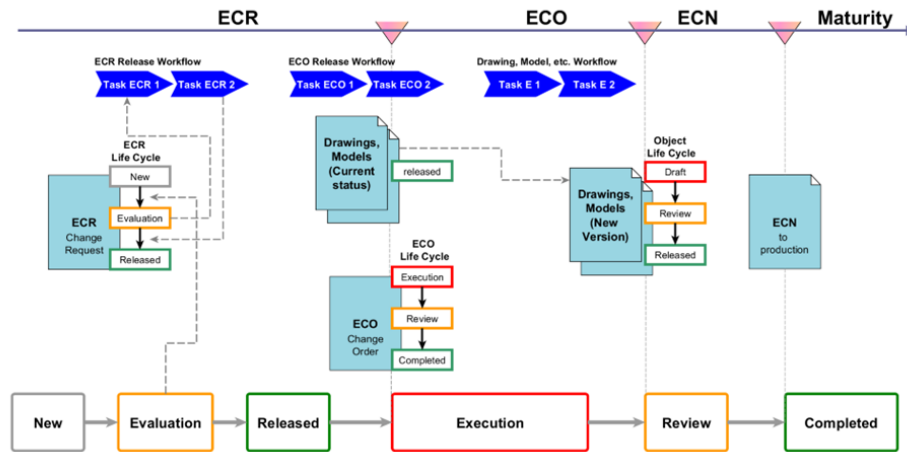 ECR
ECO
ECN
Maturity
ECR Release Workflow
Task ECR 1
Task ECR 2
ECO Release Workflow
Task ECO 1
Task ECO 2
Drawing, Model, etc. Workflow
Task E 1
Task E 2
ECR
Life Cycle
New
Evaluation
Released
ECR
Change
Request
Drawings,
Models
(Current
status)
released
ECO
Life Cycle
Execution
Review
Completed
ECO
Change
Order
Object
Life Cycle
Draft
Review
Released
Drawings,
Models
(New
Version)
ECN
to
production
New
Evaluation
Released
Execution
Review
Completed